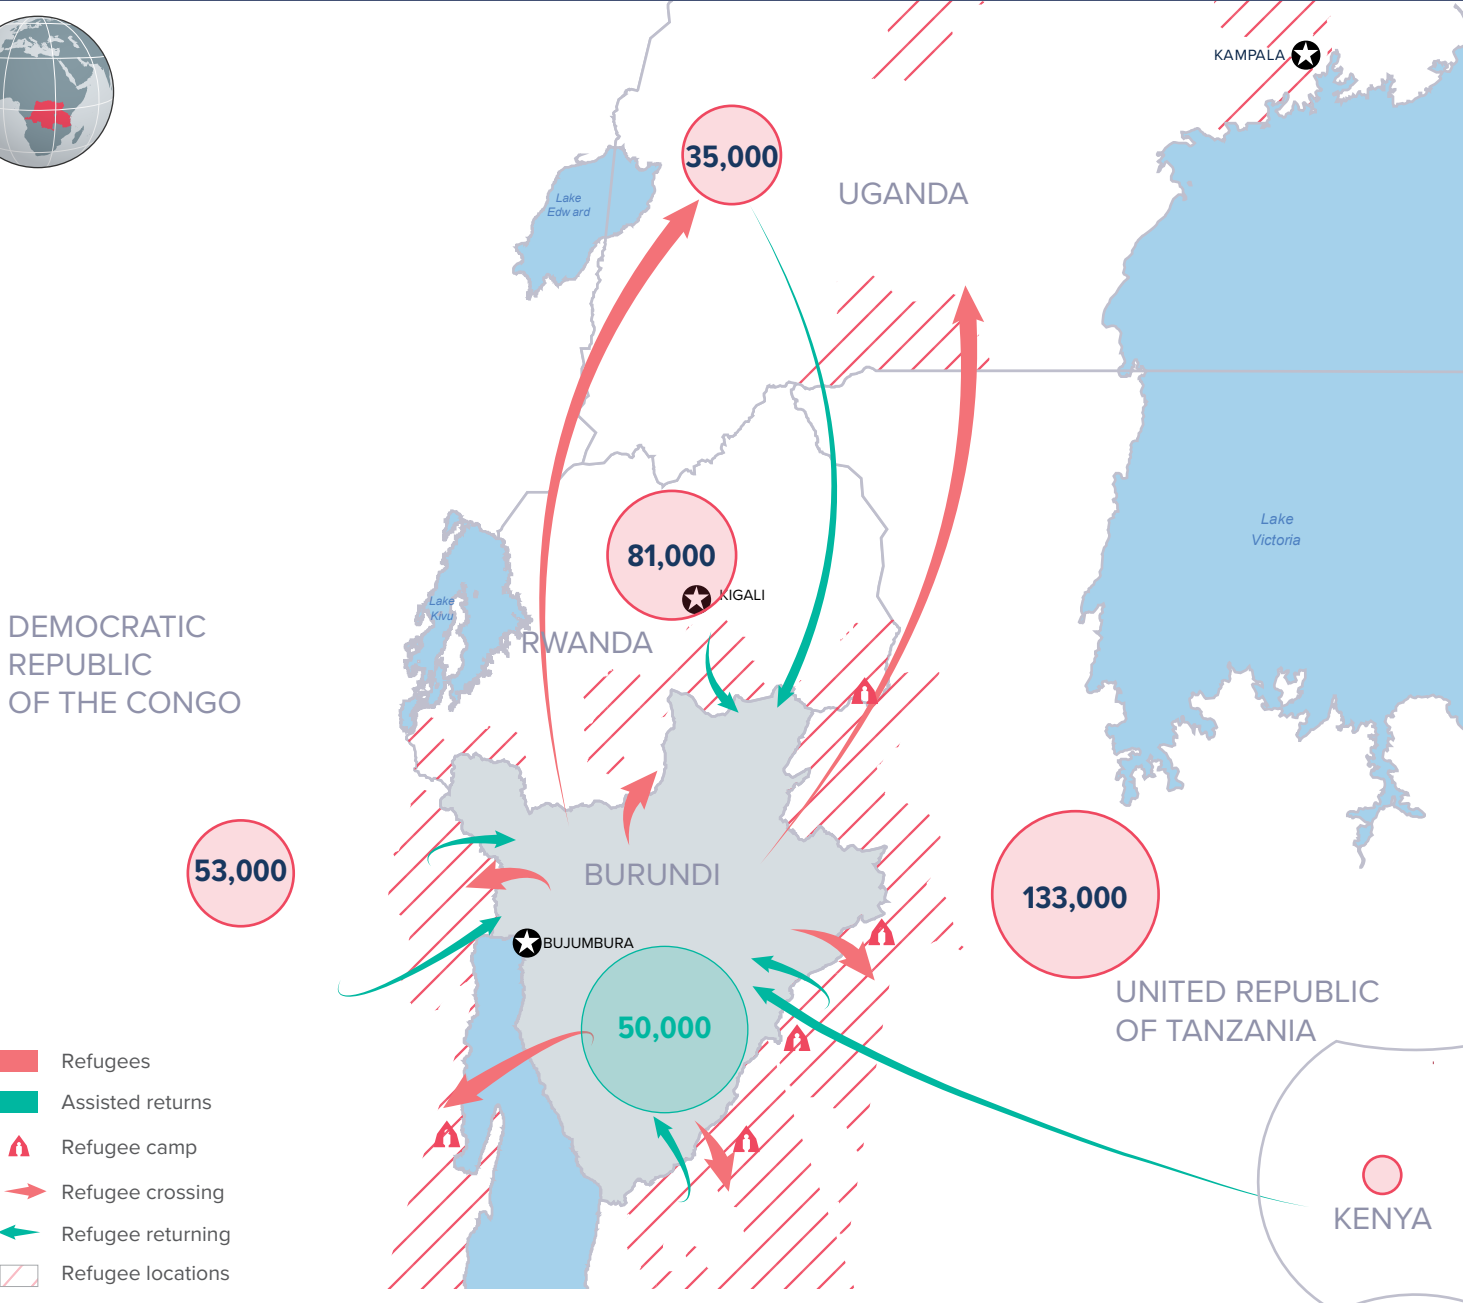 KAMPALA
35,000
UGANDA
Lake
Edward
81,000
KIGALI
RWANDA
Lake
Victoria
Lake
Kivu
DEMOCRATIC
REPUBLIC
OF THE CONGO
53,000
BURUNDI
133,000
BUJUMBURA
50,000
UNITED REPUBLIC
OF TANZANIA
KENYA
Refugees
Assisted returns
Refugee camp
Refugee crossing
Refugee returning
Refugee locations